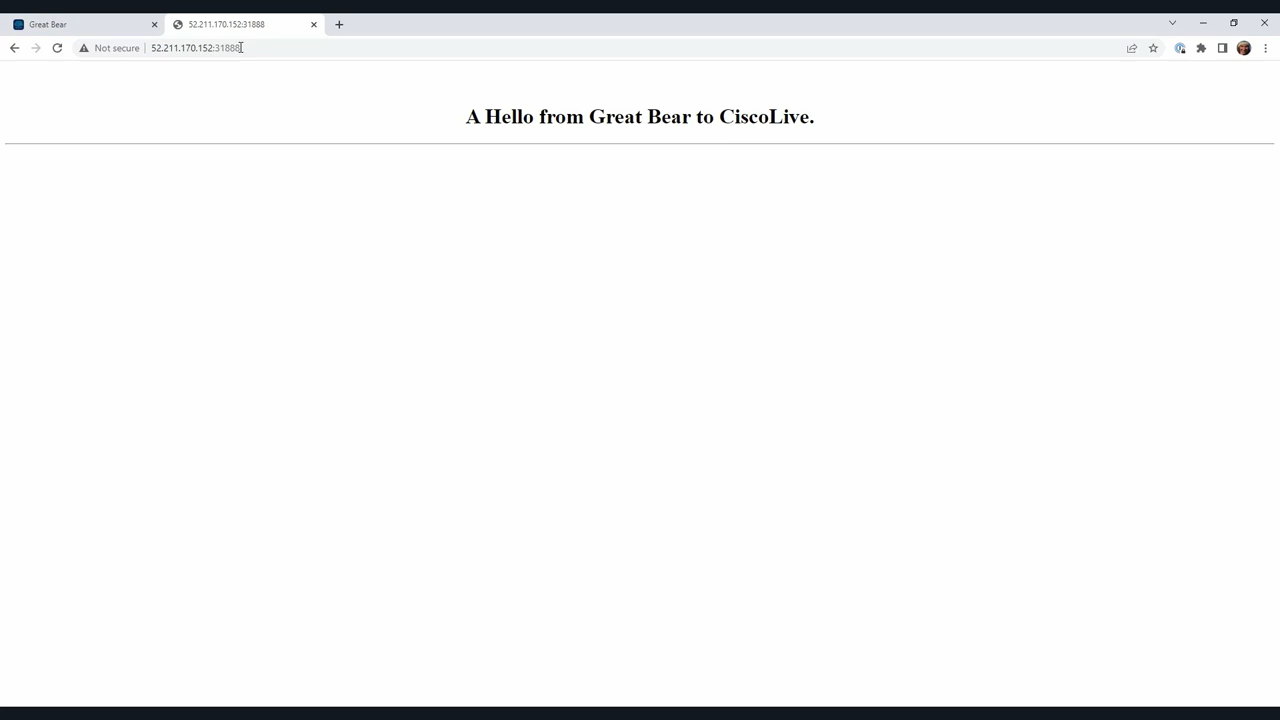 Great Bear
52.211.170.152:31888
Not secure
52.211.170.152:31888
A Hello from Great Bear to CiscoLive.